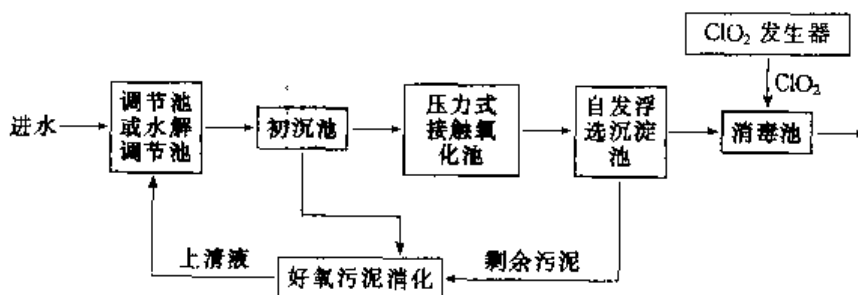 ClO₂ 发生器
ClO₂
进水
调节池
或水解
调节池
初沉池
压力式
接触氧
化池
自发浮
选沉淀
池
消毒池
上清液
好氧污泥消化
剩余污泥